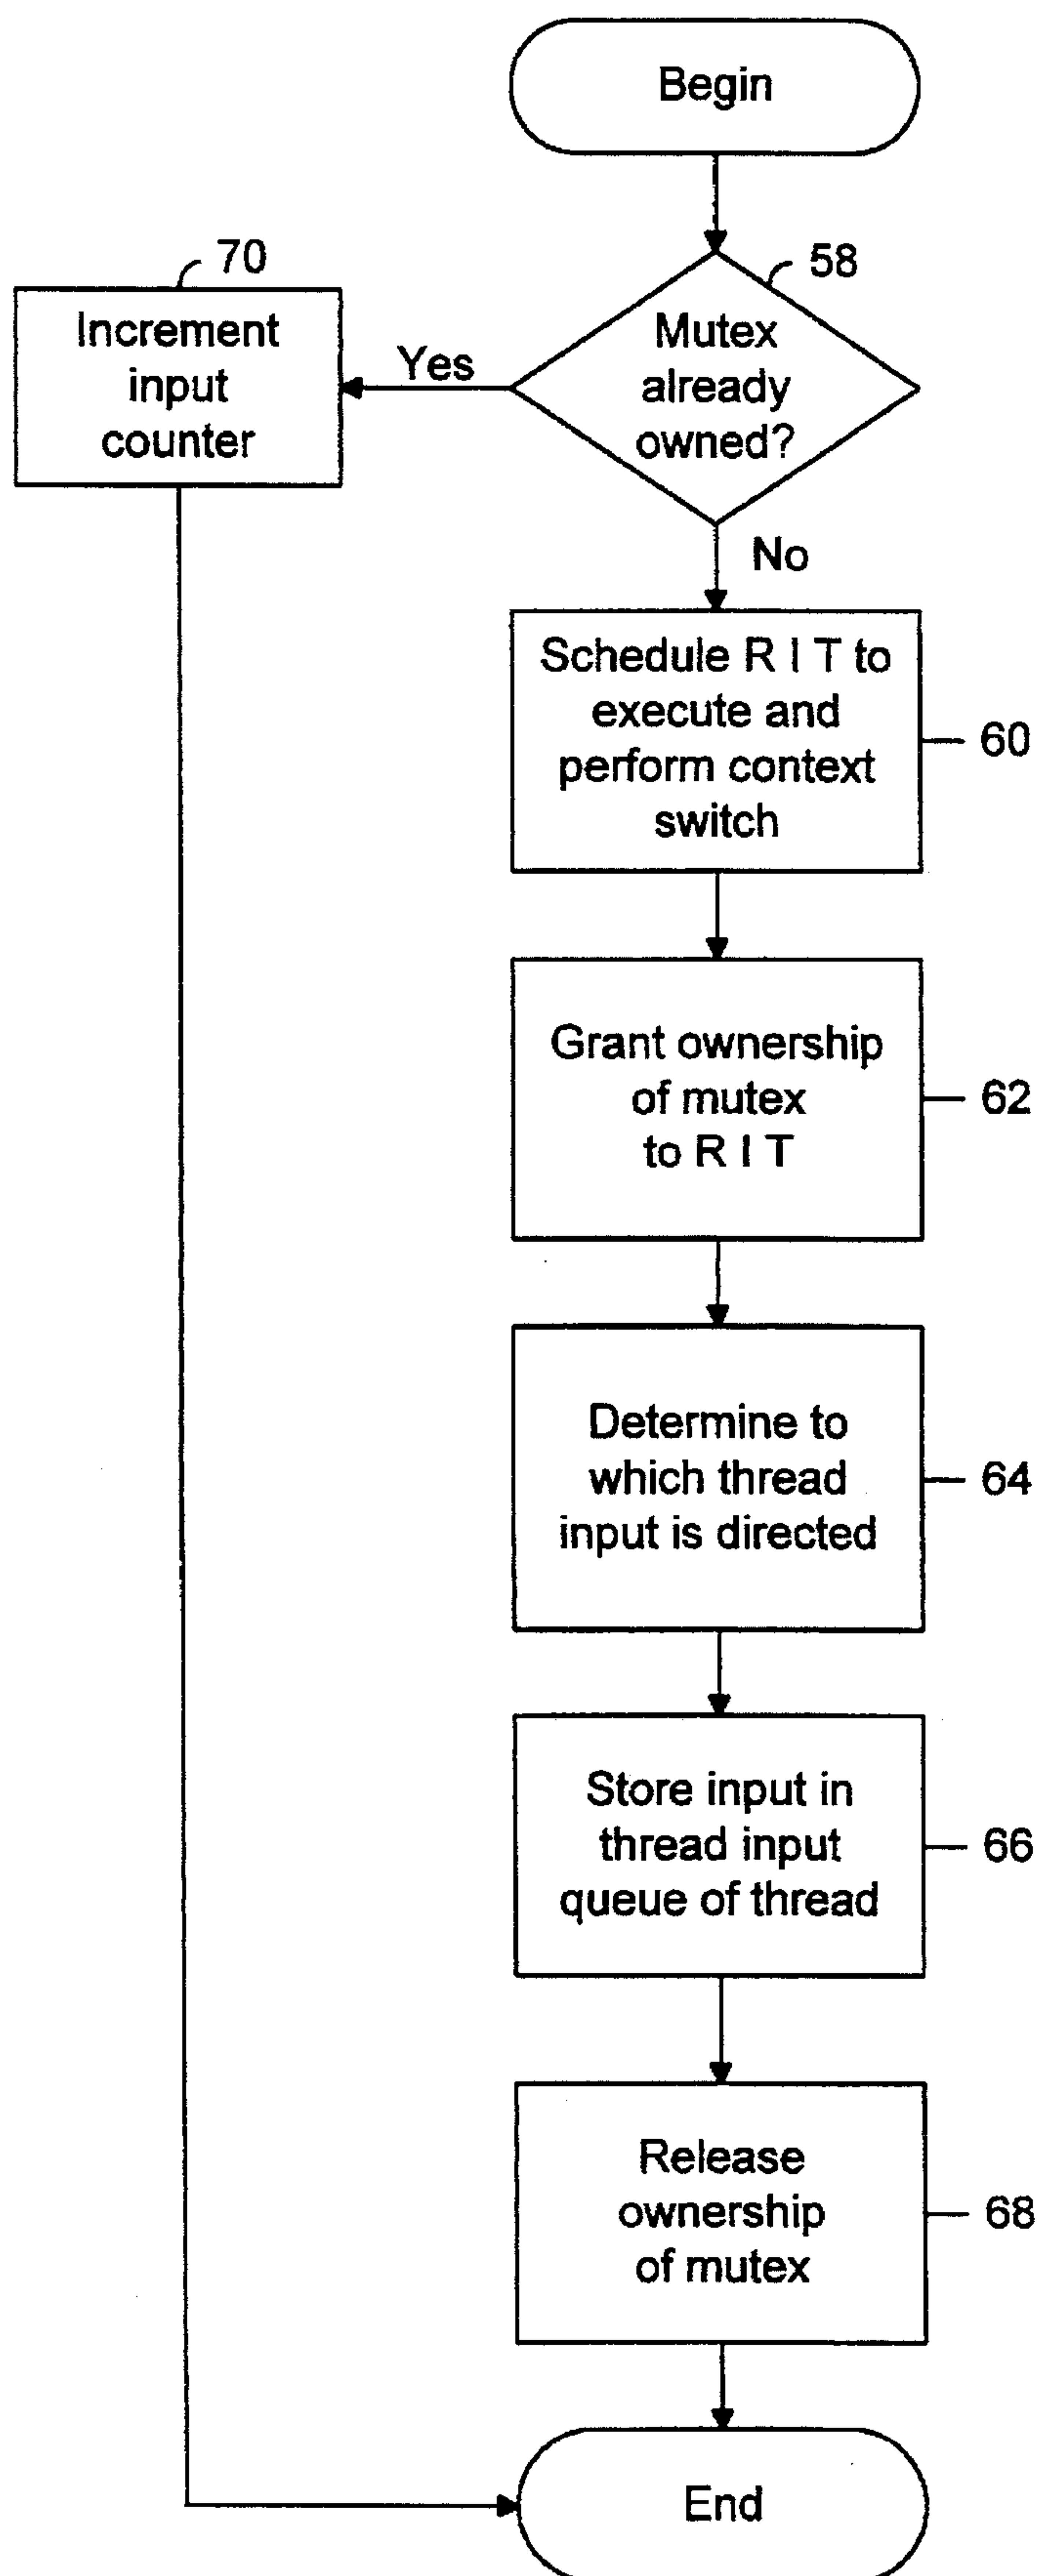 Begin
70
58
Increment
input
counter
Yes
Mutex
already
owned?
No
Schedule R I T to
execute and
perform context
switch
60
Grant ownership
of mutex
to R I T
62
Determine to
which thread
input is directed
64
Store input in
thread input
queue of thread
66
Release
ownership
of mutex
68
End